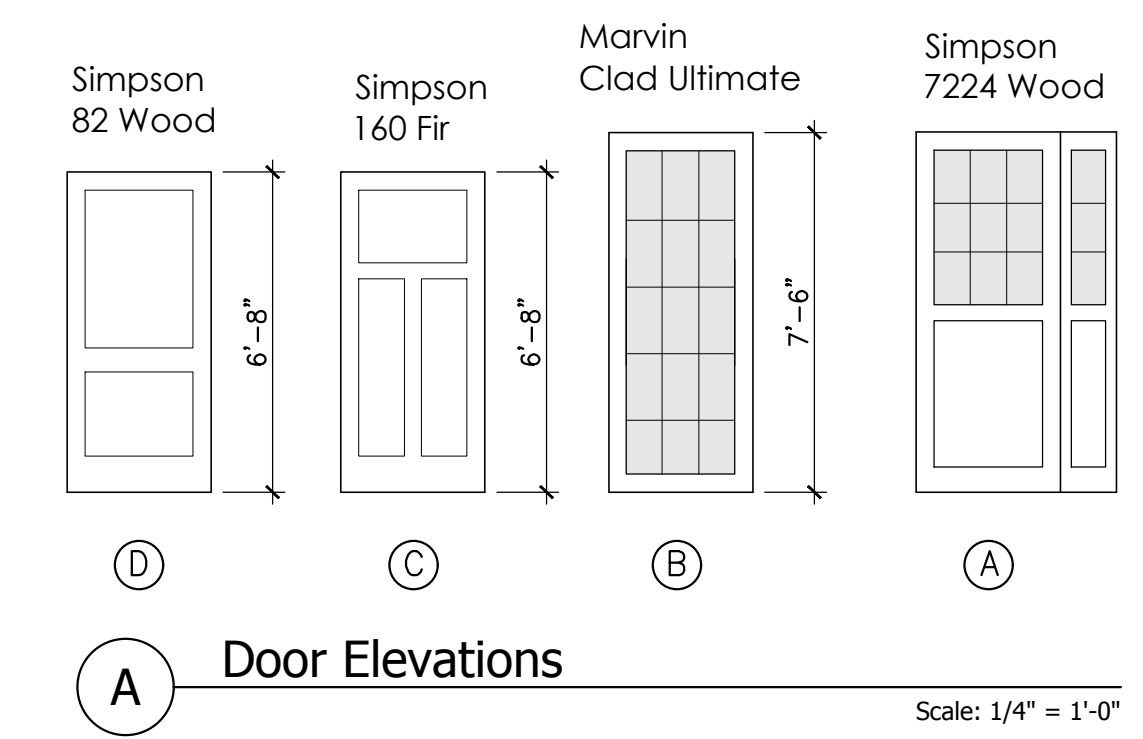 Simpson
82 Wood
Simpson
160 Fir
Marvin
Clad Ultimate
Simpson
7224 Wood
6'-8"
6'-8"
7'-6"
D
C
B
A
A
Door Elevations
Scale: 1/4" = 1'-0"